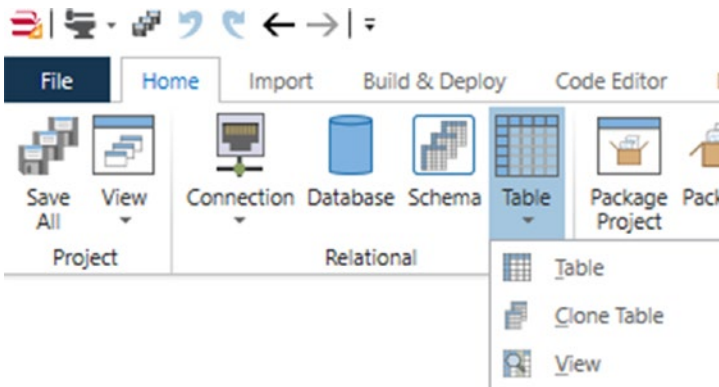 File Home Import Build & Deploy Code Editor
Save All View Connection Database Schema Table Package Project
Project Relational
Table
Clone Table
View